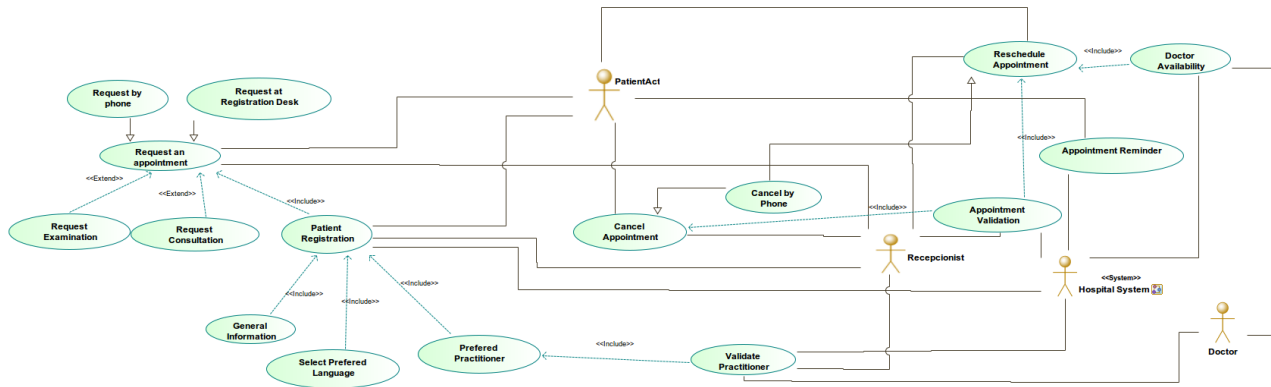 PatientAct
Reschedule
Appointment
<<Include>>
Doctor
Availability
Request by
phone
Request at
Registration Desk
Request an
appointment
<<Include>>
Appointment Reminder
<<Extend>>
<<Extend>>
<<Include>>
Cancel by
Phone
<<Include>>
Appointment
Validation
Request
Examination
Request
Consultation
Patient
Registration
Cancel
Appointment
Recepcionist
<<System>>
Hospital System
<<Include>>
<<Include>>
<<Include>>
General
Information
Select Prefered
Language
Prefered
Practitioner
<<Include>>
Validate
Practitioner
Doctor